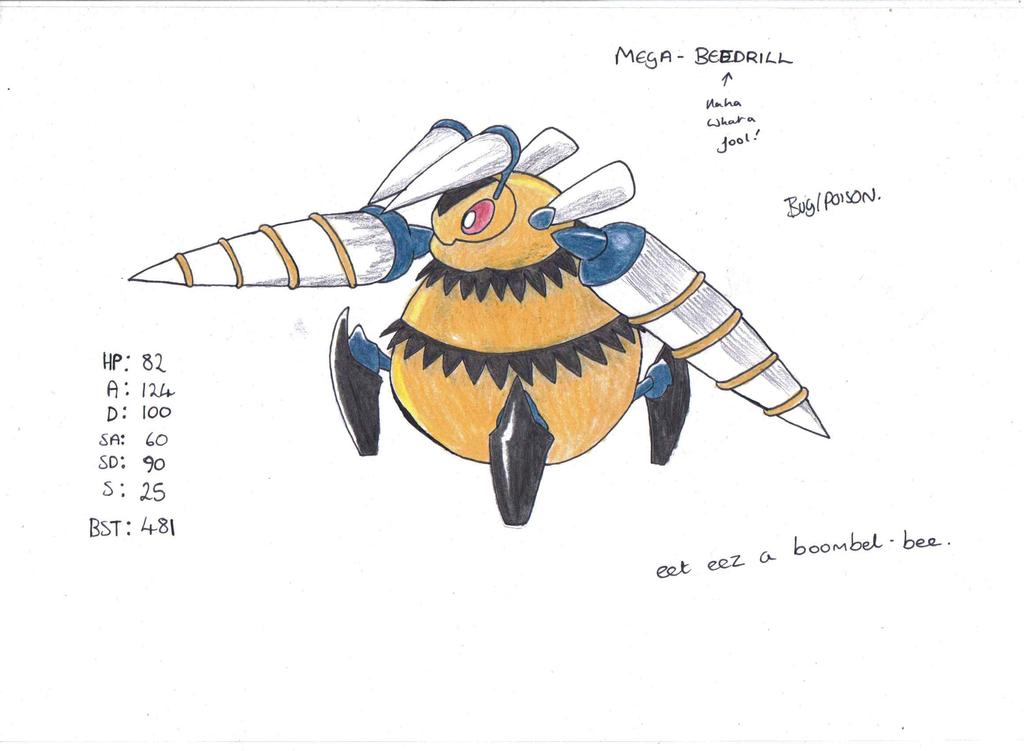 MEGA - BEEDRILL
↑
Haha
What a
fool!
BUG/POISON.
HP: 82
A: 124
D: 100
SA: 60
SD: 90
S: 25
BST: 481
eet eez a boombel-bee.